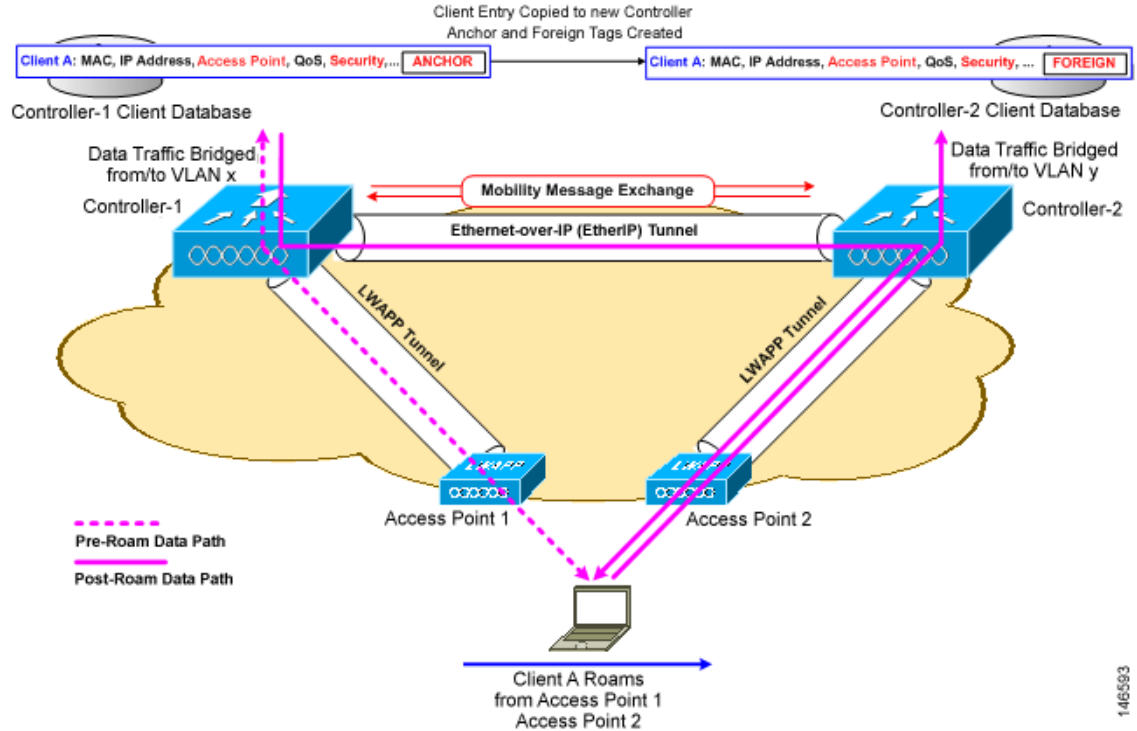 Client Entry Copied to new Controller
Anchor and Foreign Tags Created
Client A: MAC, IP Address, Access Point, QoS, Security,... ANCHOR
Client A: MAC, IP Address, Access Point, QoS, Security, ... FOREIGN
Controller-1 Client Database
Controller-2 Client Database
Data Traffic Bridged
from/to VLAN x
Data Traffic Bridged
from/to VLAN y
Controller-1
Mobility Message Exchange
Controller-2
Ethernet-over-IP (EtherIP) Tunnel
LWAPP Tunnel
LWAPP Tunnel
LWAPP
LWAPP
Access Point 1
Access Point 2
Pre-Roam Data Path
Post-Roam Data Path
Client A Roams
from Access Point 1
Access Point 2
146593